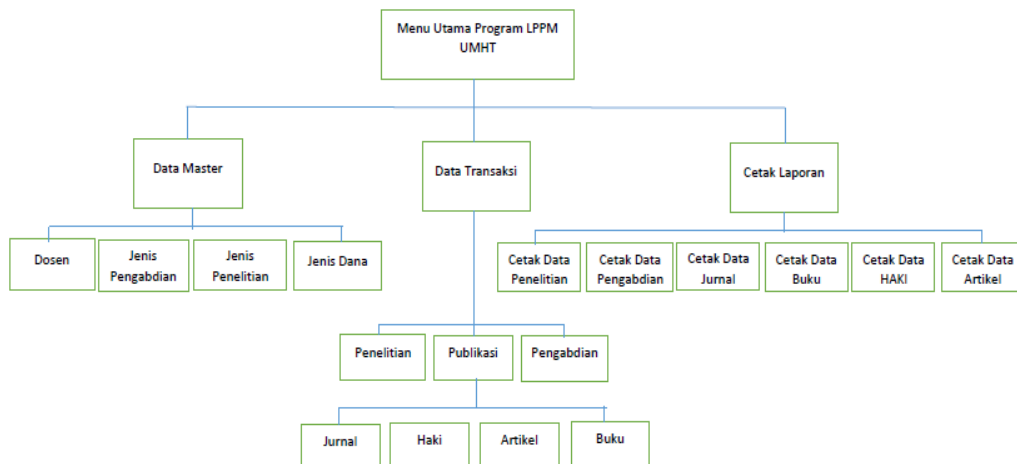 Menu Utama Program LPPM
UMHT
Data Master
Data Transaksi
Cetak Laporan
Dosen
Jenis
Pengabdian
Jenis
Penelitian
Jenis Dana
Cetak Data
Penelitian
Cetak Data
Pengabdian
Cetak Data
Jurnal
Cetak Data
Buku
Cetak Data
HAKI
Cetak Data
Artikel
Penelitian
Publikasi
Pengabdian
Jurnal
Haki
Artikel
Buku